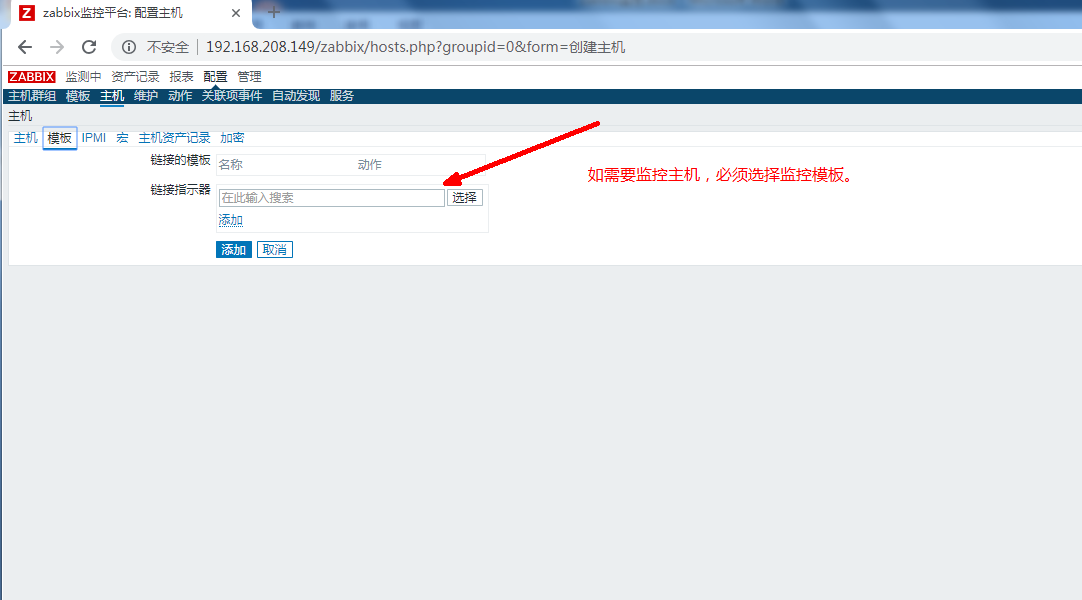 Z zabbix监控平台: 配置主机
不安全 192.168.208.149/zabbix/hosts.php?groupid=0&form=创建主机
ZABBIX 监测中 资产记录 报表 配置 管理
主机群组 模板 主机 维护 动作 关联项事件 自动发现 服务
主机
主机 模板 IPMI 宏 主机资产记录 加密
链接的模板 名称 动作
如需要监控主机，必须选择监控模板。
链接指示器 在此输入搜索 选择
添加
添加 取消